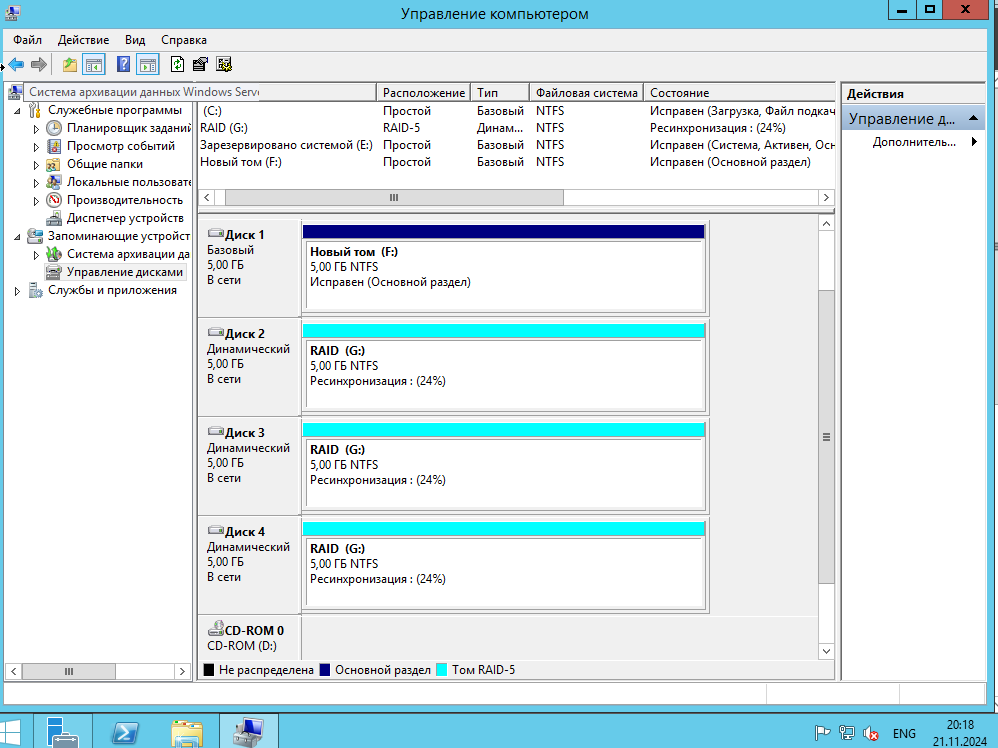 Управление компьютером
Файл Действие Вид Справка
Система архивации данных Windows Serve
Служебные программы
Планировщик заданий
Просмотр событий
Общие папки
Локальные пользовате
Производительность
Диспетчер устройств
Запоминающие устройст
Система архивации да
Управление дисками
Службы и приложения
Расположение Тип Файловая система Состояние
(C:) Простой Базовый NTFS Исправен (Загрузка, Файл подкач
RAID (G:) RAID-5 Динам... NTFS Ресинхронизация : (24%)
Зарезервировано системой (E:) Простой Базовый NTFS Исправен (Система, Активен, Осн
Новый том (F:) Простой Базовый NTFS Исправен (Основной раздел)
Диск 1
Базовый
5,00 ГБ
В сети
Новый том (F:)
5,00 ГБ NTFS
Исправен (Основной раздел)
Диск 2
Динамический
5,00 ГБ
В сети
RAID (G:)
5,00 ГБ NTFS
Ресинхронизация : (24%)
Диск 3
Динамический
5,00 ГБ
В сети
RAID (G:)
5,00 ГБ NTFS
Ресинхронизация : (24%)
Диск 4
Динамический
5,00 ГБ
В сети
RAID (G:)
5,00 ГБ NTFS
Ресинхронизация : (24%)
CD-ROM 0
CD-ROM (D:)
Не распределена Основной раздел Том RAID-5
Действия
Управление д...
Дополнитель...
ENG
20:18
21.11.2024